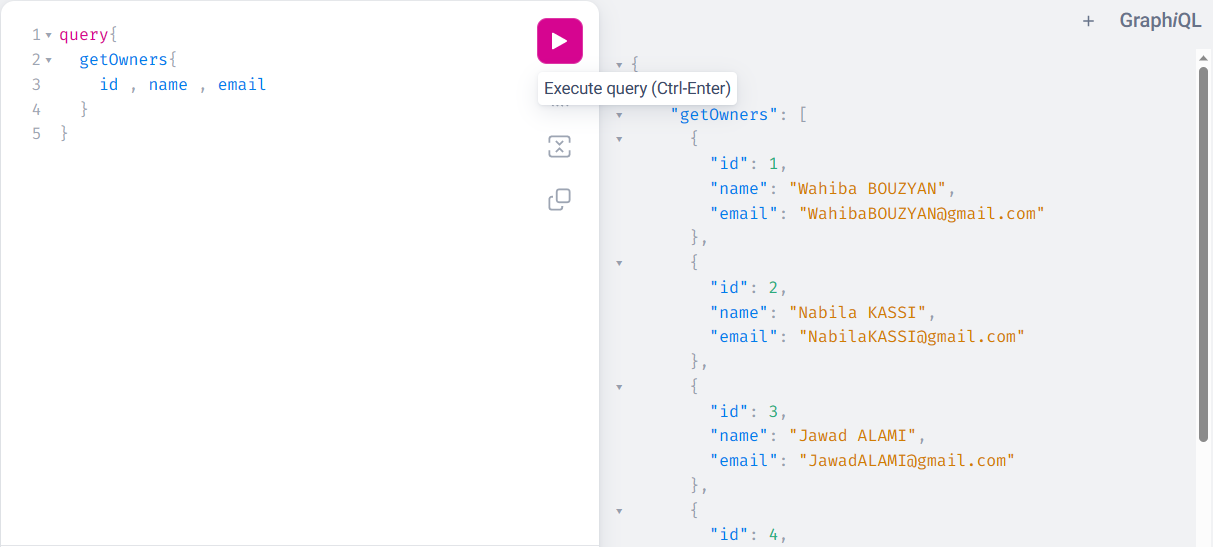 1 query{
2 getOwners{
3 id , name , email
4 }
5 }
Execute query (Ctrl-Enter)
+ GraphiQL
{
"getOwners": [
{
"id": 1,
"name": "Wahiba BOUZYAN",
"email": "WahibaBOUZYAN@gmail.com"
},
{
"id": 2,
"name": "Nabila KASSI",
"email": "NabilaKASSI@gmail.com"
},
{
"id": 3,
"name": "Jawad ALAMI",
"email": "JawadALAMI@gmail.com"
},
{
"id": 4,